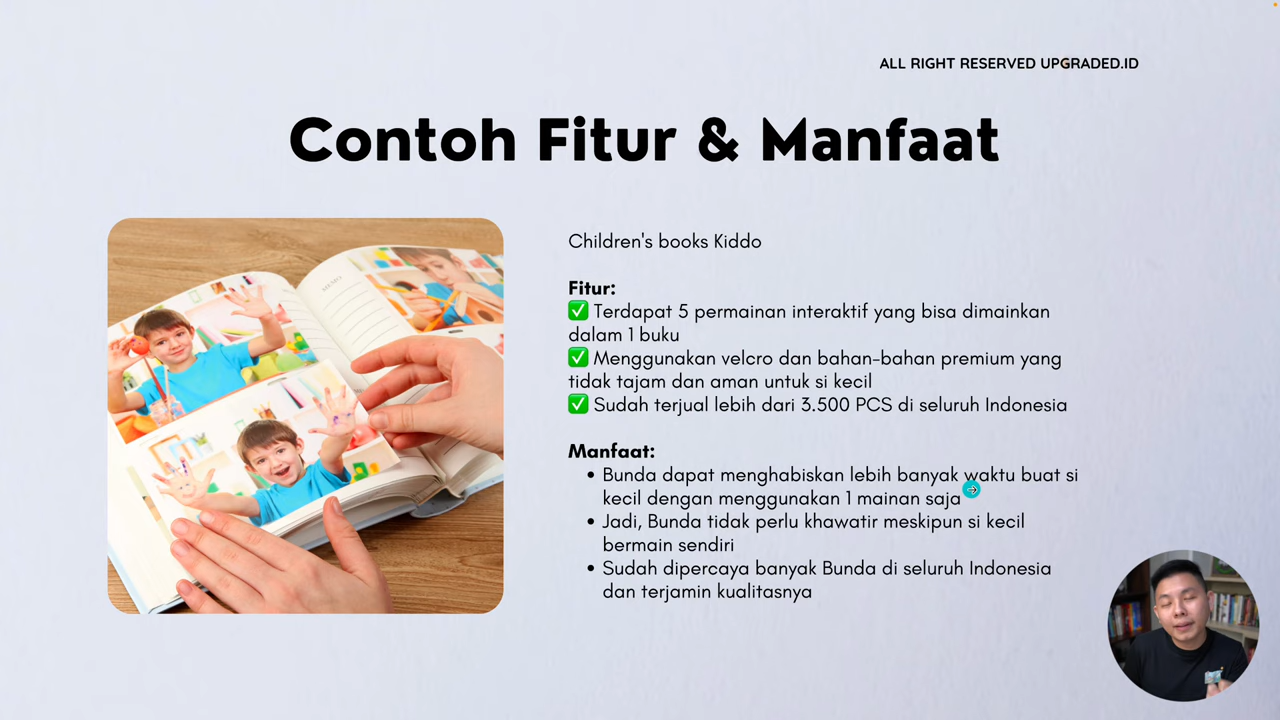 ALL RIGHT RESERVED UPGRADED.ID
Contoh Fitur & Manfaat
Children's books Kiddo
Fitur:
✅ Terdapat 5 permainan interaktif yang bisa dimainkan
dalam 1 buku
✅ Menggunakan velcro dan bahan-bahan premium yang
tidak tajam dan aman untuk si kecil
✅ Sudah terjual lebih dari 3.500 PCS di seluruh Indonesia
Manfaat:
• Bunda dapat menghabiskan lebih banyak waktu buat si
kecil dengan menggunakan 1 mainan saja
• Jadi, Bunda tidak perlu khawatir meskipun si kecil
bermain sendiri
• Sudah dipercaya banyak Bunda di seluruh Indonesia
dan terjamin kualitasnya